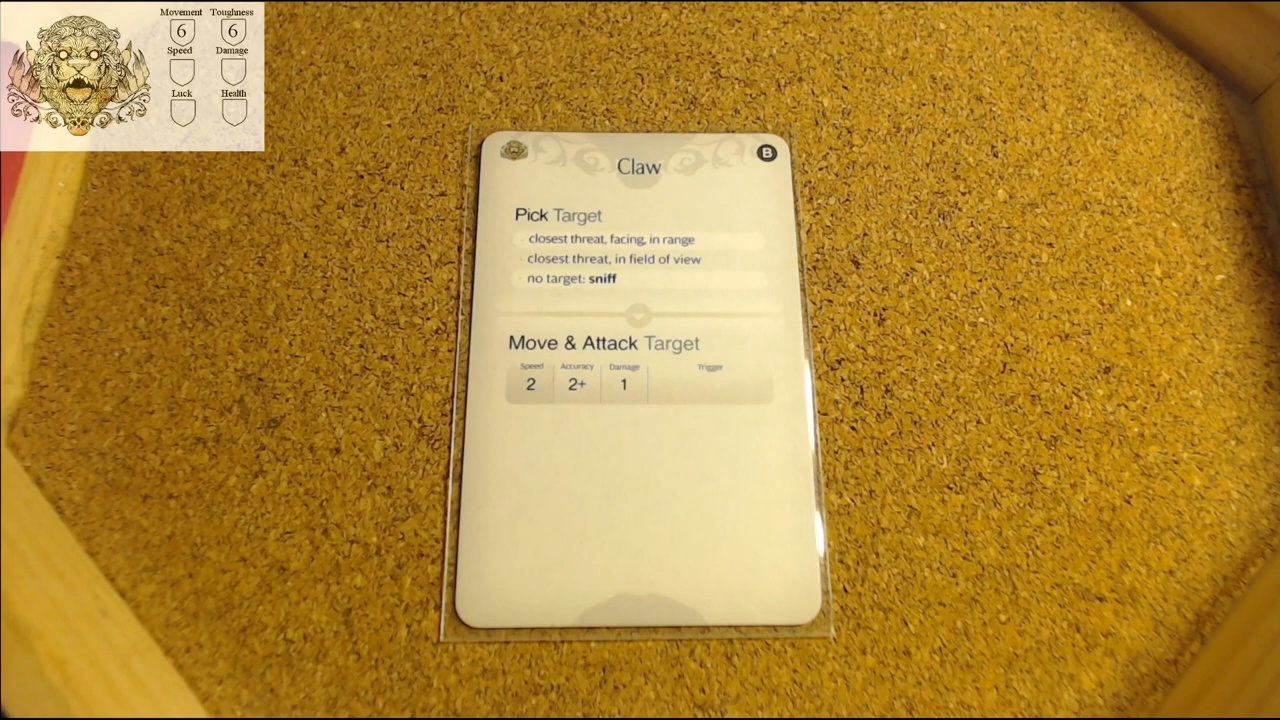 Movement Toughness
6 6
Speed Damage
Luck Health
B
Claw
Pick Target
closest threat, facing, in range
closest threat, in field of view
no target: sniff
Move & Attack Target
Speed Accuracy Damage Trigger
2 2+ 1